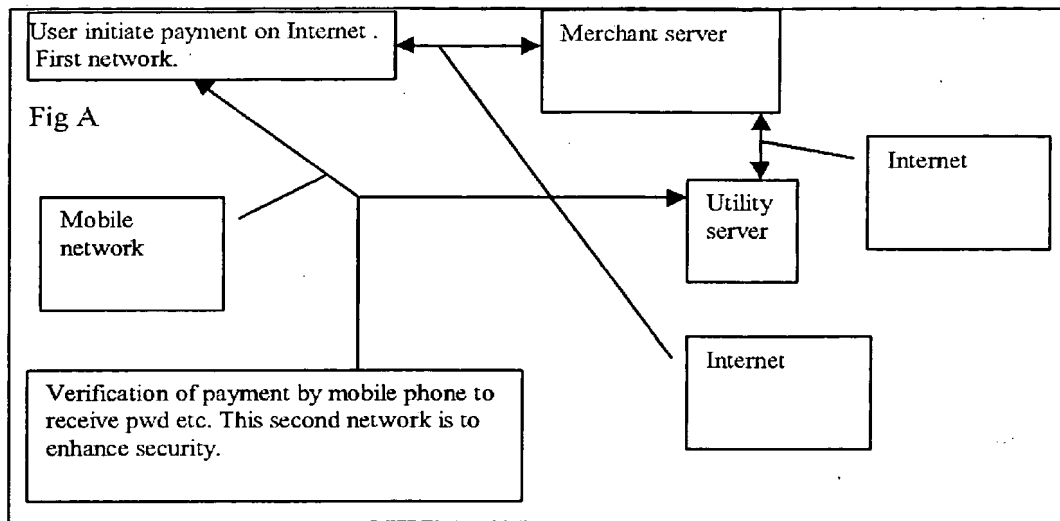 User initiate payment on Internet .
First network.
Merchant server
Fig A
Internet
Mobile
network
Utility
server
Internet
Verification of payment by mobile phone to
receive pwd etc. This second network is to
enhance security.